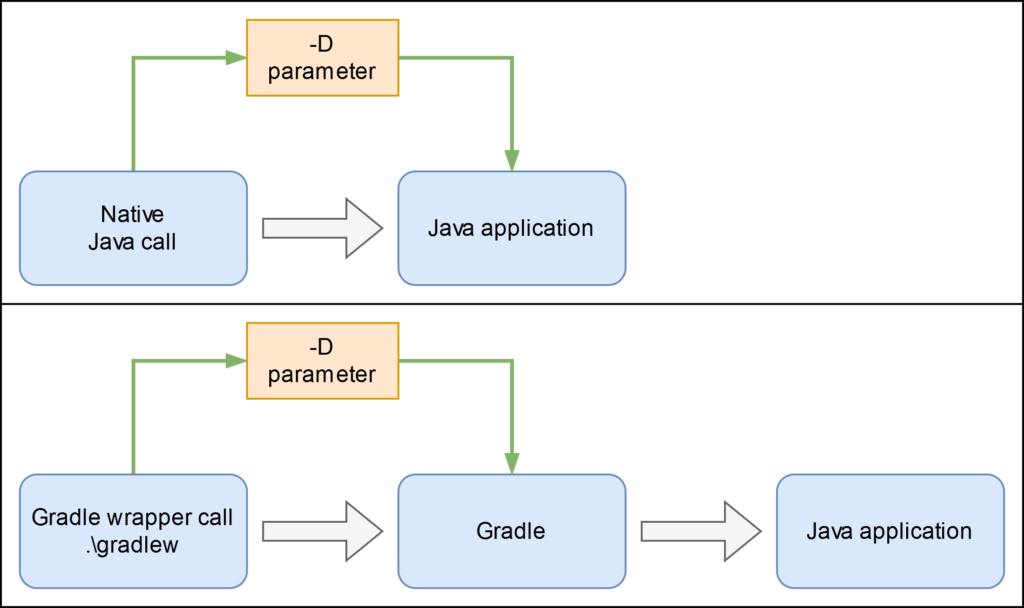 -D
parameter
Native
Java call
Java application
-D
parameter
Gradle wrapper call
.\gradlew
Gradle
Java application